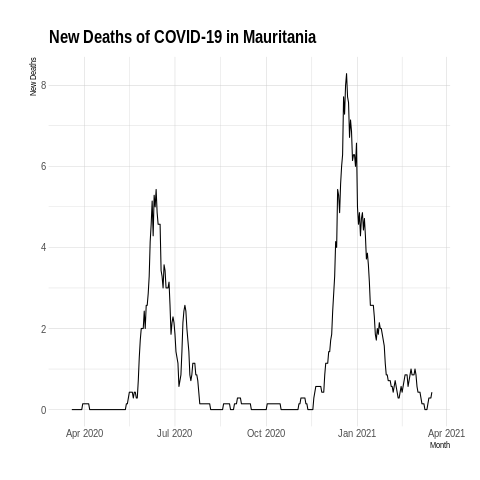 New Deaths of COVID-19 in Mauritania
New Deaths
8
6
4
2
0
Apr 2020 Jul 2020 Oct 2020 Jan 2021 Apr 2021
Month